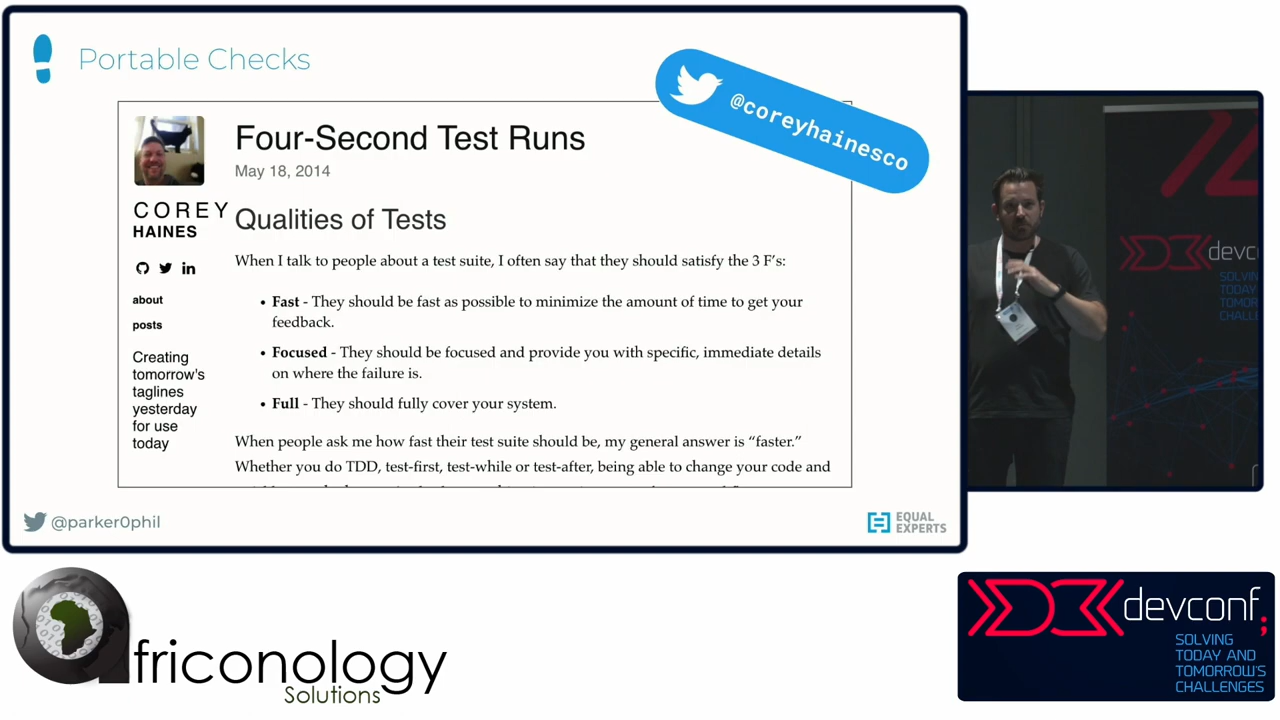 Portable Checks
@coreyhainesco
Four-Second Test Runs
May 18, 2014
COREY
HAINES
about
posts
Creating
tomorrow's
taglines
yesterday
for use
today
Qualities of Tests
When I talk to people about a test suite, I often say that they should satisfy the 3 F's:
• Fast - They should be fast as possible to minimize the amount of time to get your
feedback.
• Focused - They should be focused and provide you with specific, immediate details
on where the failure is.
• Full - They should fully cover your system.
When people ask me how fast their test suite should be, my general answer is “faster.”
Whether you do TDD, test-first, test-while or test-after, being able to change your code and
@parker0phil
EQUAL
EXPERTS
devco
SOLVIN
TODAY
TOMOR
CHALLE
africonology
Solutions
devconf;
SOLVING
TODAY AND
TOMORROW'S
CHALLENGES